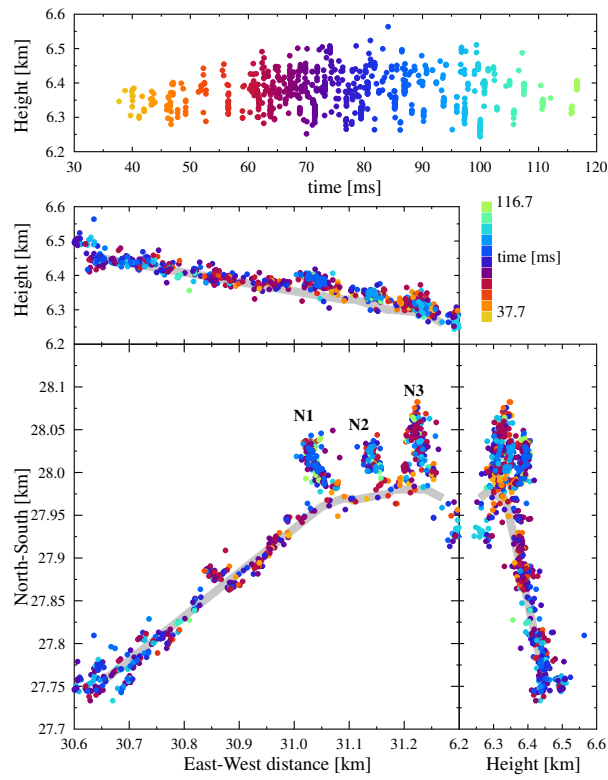 6.6
6.5
6.4
6.3
6.2
Height [km]
30 40 50 60 70 80 90 100 110 120
time [ms]
6.6
6.5
6.4
6.3
6.2
Height [km]
116.7
time [ms]
37.7
28.1
28.05
28.0
27.95
27.9
27.85
27.8
27.75
27.7
North-South [km]
N1
N2
N3
30.6 30.7 30.8 30.9 31.0 31.1 31.2 6.2 6.3 6.4 6.5 6.6
East-West distance [km]
Height [km]